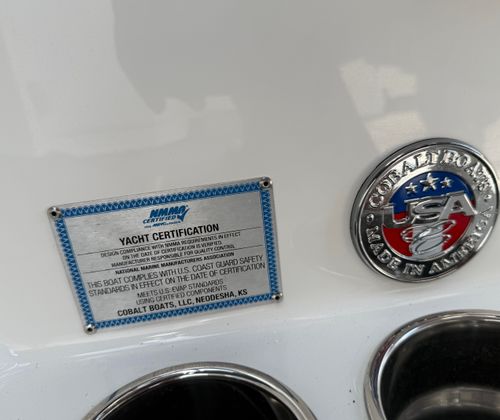 NMMA
CERTIFIED
YACHT CERTIFICATION
DESIGN COMPLIANCE WITH NMMA REQUIREMENTS IN EFFECT
ON THE DATE OF CERTIFICATION IS VERIFIED.
MANUFACTURER RESPONSIBLE FOR QUALITY CONTROL.
NATIONAL MARINE MANUFACTURERS ASSOCIATION
THIS BOAT COMPLIES WITH U.S. COAST GUARD SAFETY
STANDARDS IN EFFECT ON THE DATE OF CERTIFICATION
MEETS U.S. EVAP STANDARDS
USING CERTIFIED COMPONENTS
COBALT BOATS, LLC, NEODESHA, KS
COBALT BOATS
USA
MADE IN AMERICA